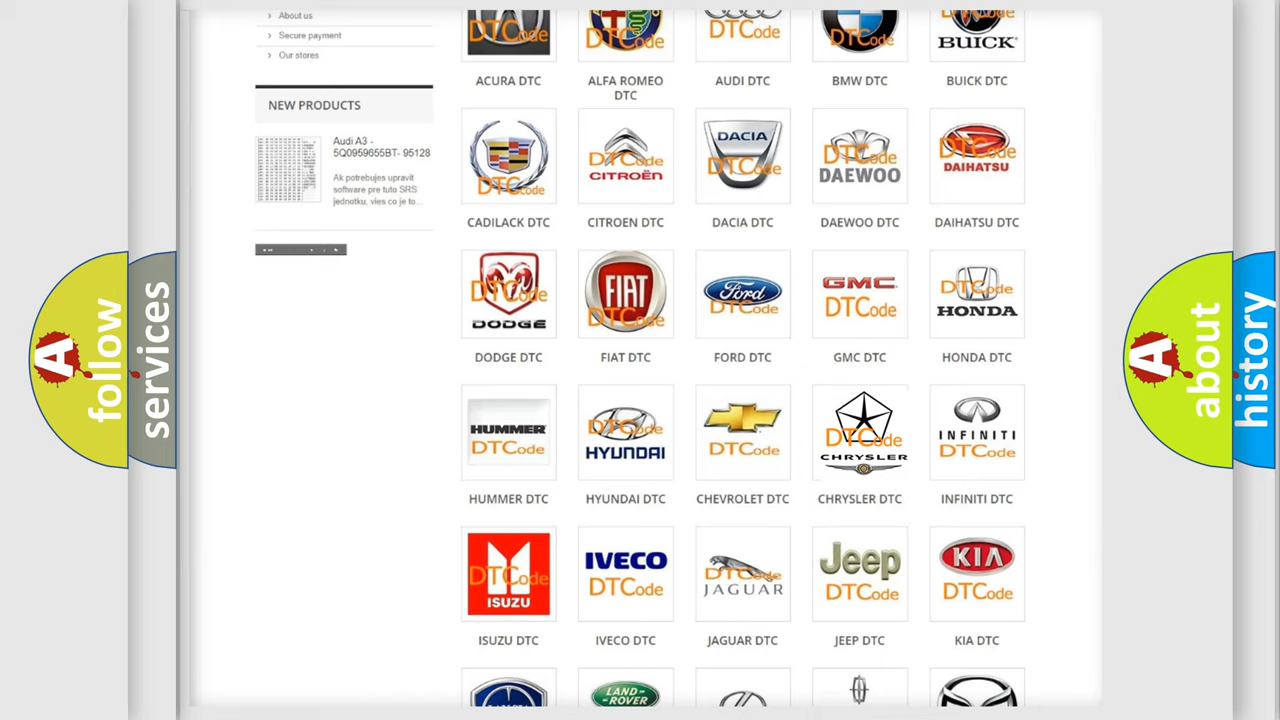 About us
Secure payment
Our stores
NEW PRODUCTS
Audi A3 -
5Q0959655BT- 95128
Ak potrebujes upravit
software pre tuto SRS
jednotku, vies co je to...
DTCode
DTCode
DTCode
DTCode
BUICK
ACURA DTC
ALFA ROMEO
DTC
AUDI DTC
BMW DTC
BUICK DTC
DTCode
DTCode
CITROËN
DACIA
DTCode
DTCode
DAEWOO
DTCode
DAIHATSU
CADILACK DTC
CITROEN DTC
DACIA DTC
DAEWOO DTC
DAIHATSU DTC
DTCode
DODGE
FIAT
DTCode
Ford
DTCode
GMC
DTCode
DTCode
HONDA
DODGE DTC
FIAT DTC
FORD DTC
GMC DTC
HONDA DTC
HUMMER
DTCode
DTCode
HYUNDAI
DTCode
DTCode
CHRYSLER
INFINITI
DTCode
HUMMER DTC
HYUNDAI DTC
CHEVROLET DTC
CHRYSLER DTC
INFINITI DTC
DTCode
ISUZU
IVECO
DTCode
DTCode
JAGUAR
Jeep
DTCode
KIA
DTCode
ISUZU DTC
IVECO DTC
JAGUAR DTC
JEEP DTC
KIA DTC
LAND-
ROVER
A follow
services
A about
history